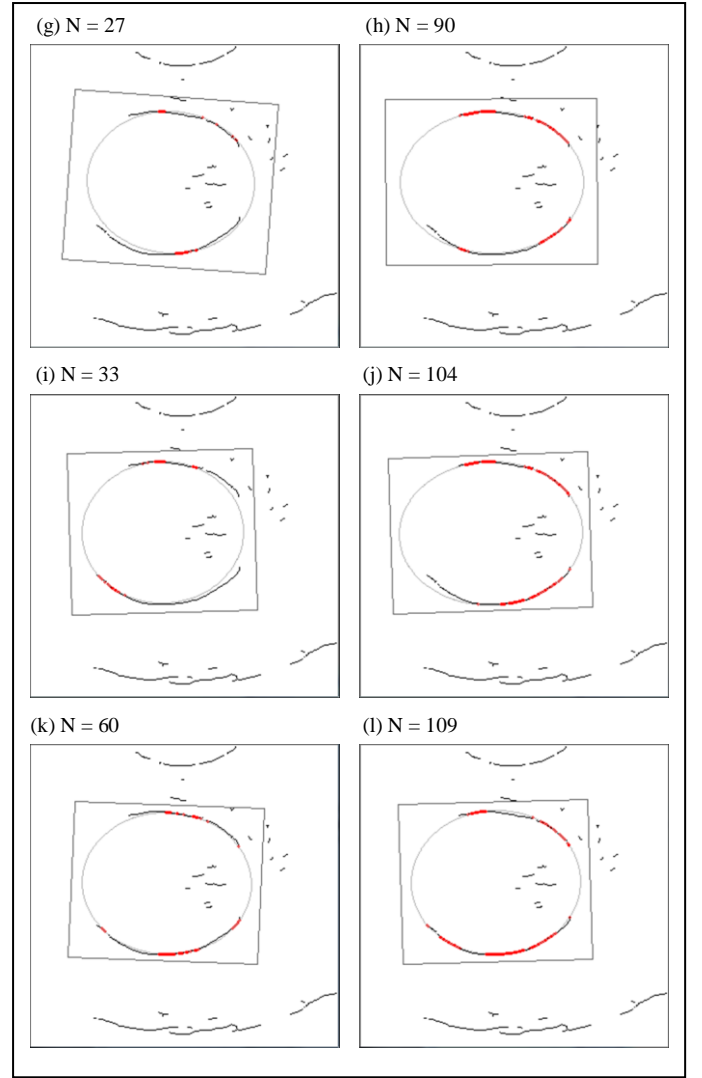 (g) N = 27
(h) N = 90
(i) N = 33
(j) N = 104
(k) N = 60
(l) N = 109